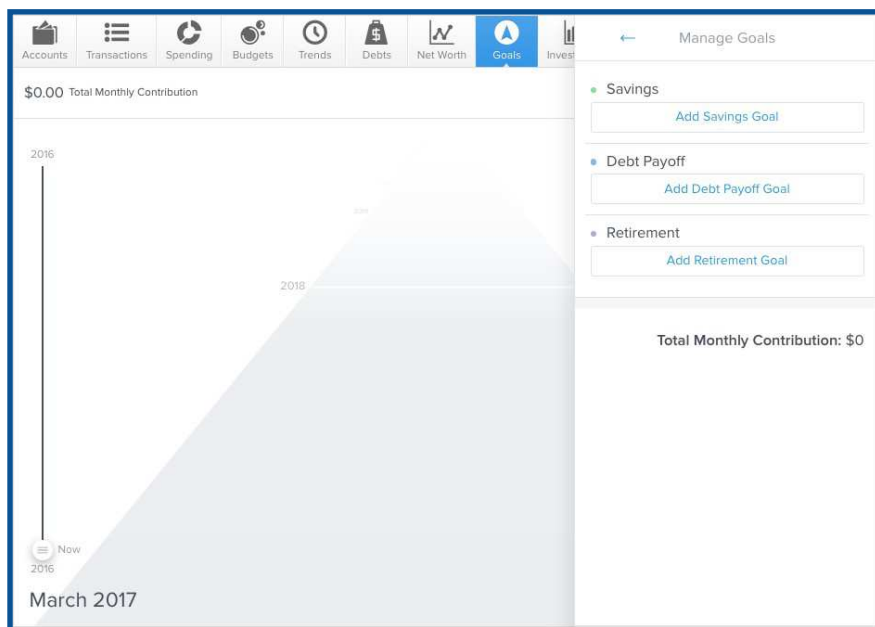 Accounts
Transactions
Spending
Budgets
Trends
Debts
Net Worth
Goals
Inves
← Manage Goals
$0.00 Total Monthly Contribution
Savings
Add Savings Goal
Debt Payoff
Add Debt Payoff Goal
Retirement
Add Retirement Goal
Total Monthly Contribution: $0
2016
2018
Now
2016
March 2017